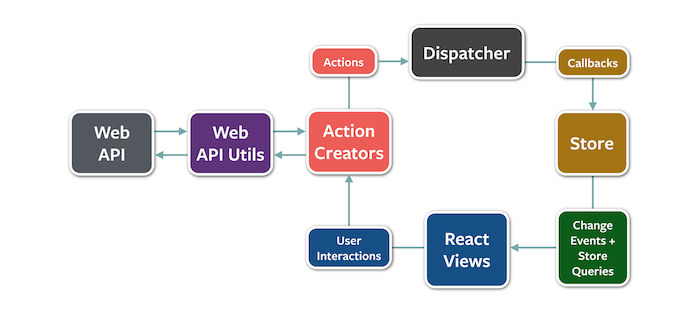 Actions
Dispatcher
Callbacks
Web
API
Web
API Utils
Action
Creators
Store
User
Interactions
React
Views
Change
Events +
Store
Queries